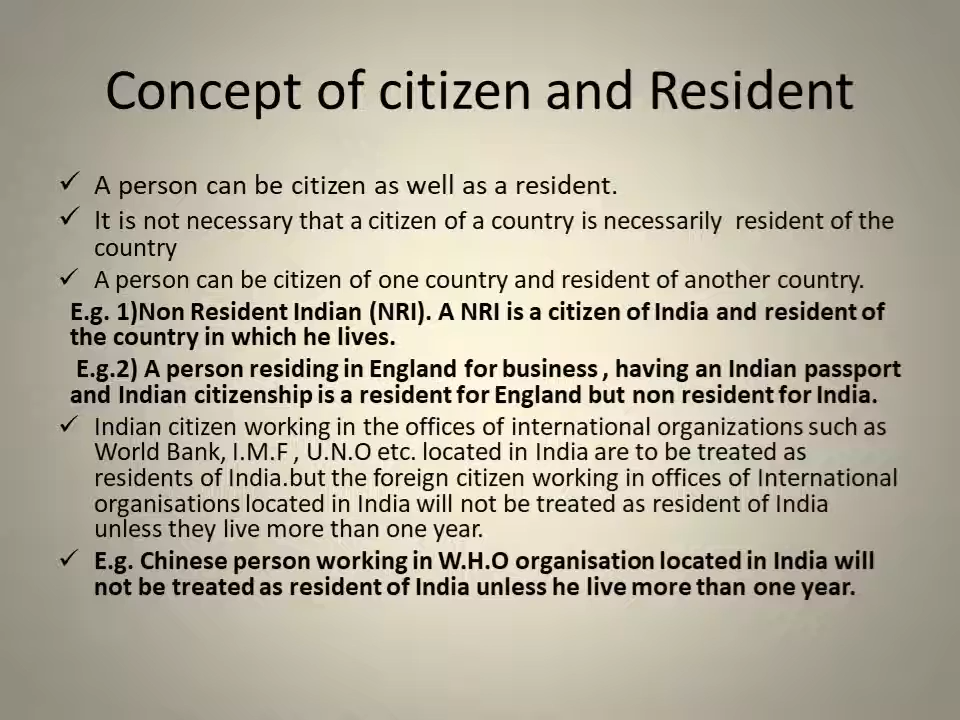 Concept of citizen and Resident
✓ A person can be citizen as well as a resident.
✓ It is not necessary that a citizen of a country is necessarily resident of the
country
✓ A person can be citizen of one country and resident of another country.
E.g. 1)Non Resident Indian (NRI). A NRI is a citizen of India and resident of
the country in which he lives.
E.g.2) A person residing in England for business , having an Indian passport
and Indian citizenship is a resident for England but non resident for India.
✓ Indian citizen working in the offices of international organizations such as
World Bank, I.M.F , U.N.O etc. located in India are to be treated as
residents of India.but the foreign citizen working in offices of International
organisations located in India will not be treated as resident of India
unless they live more than one year.
✓ E.g. Chinese person working in W.H.O organisation located in India will
not be treated as resident of India unless he live more than one year.